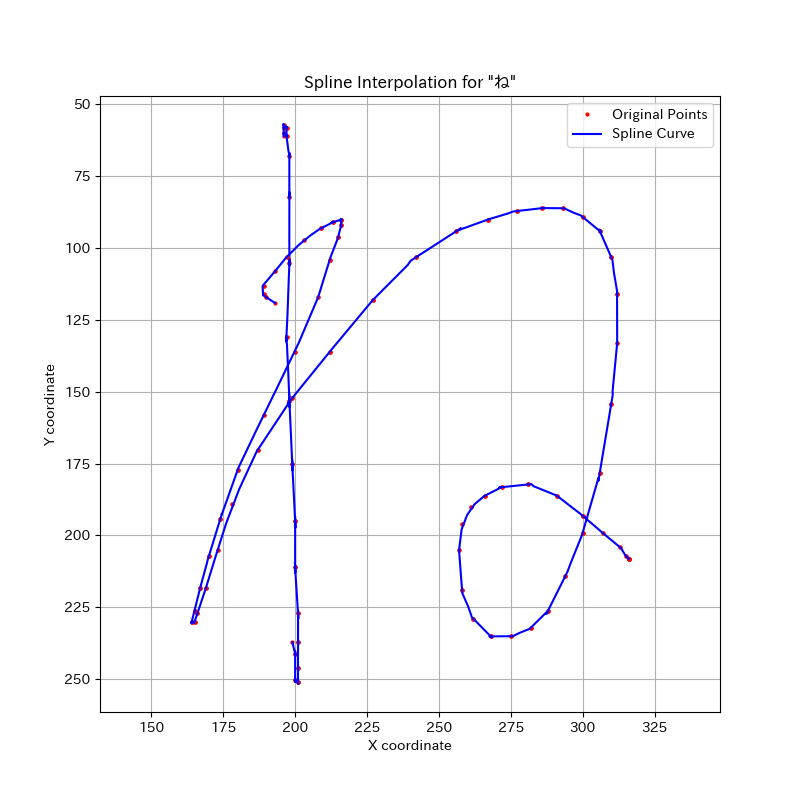 Spline Interpolation for "ね"
Original Points
Spline Curve
50
75
100
125
150
175
200
225
250
Y coordinate
150
175
200
225
250
275
300
325
X coordinate
ね